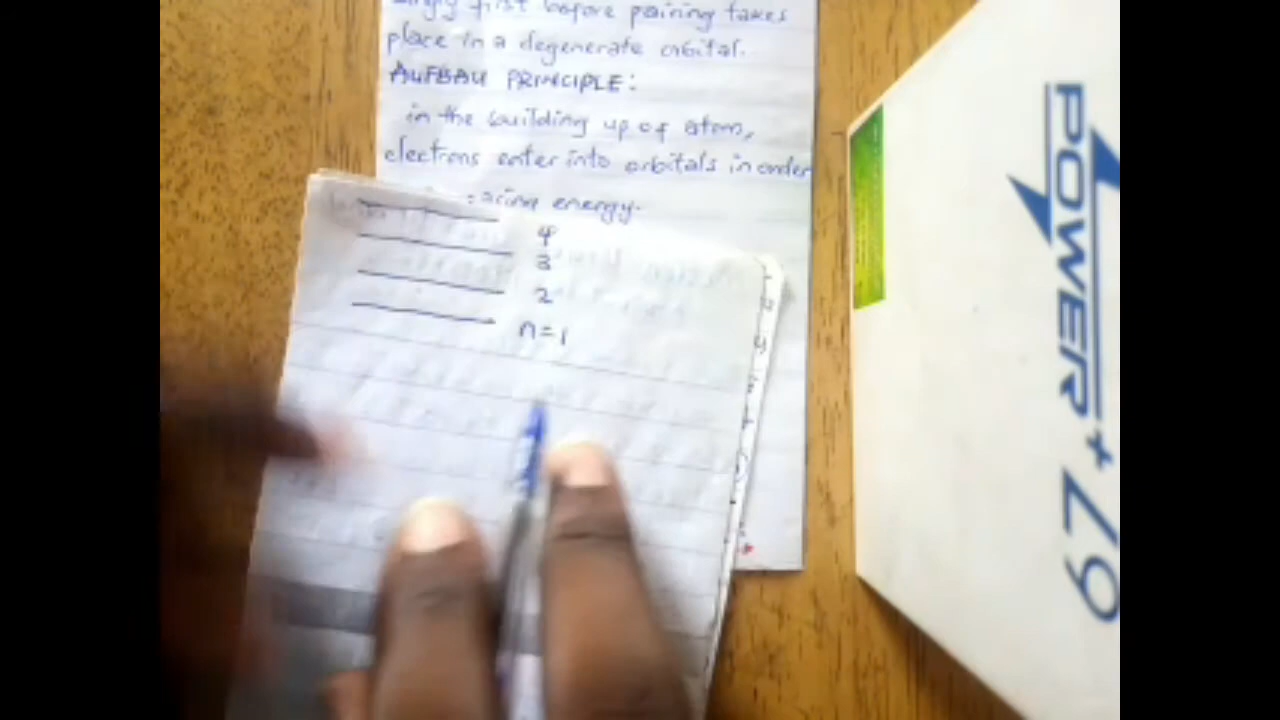 singly first before pairing takes
place in a degenerate orbital.
AUFBAU PRINCIPLE:
in the building up of atom,
electrons enter into orbitals in order
energy.
4
3
2
n=1
POWER+ L9